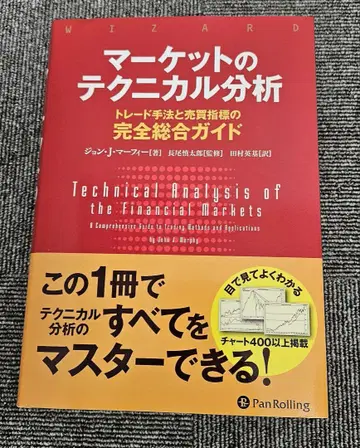 WIZARD
マーケットの
テクニカル分析
トレード手法と売買指標の
完全総合ガイド
ジョン・J・マーフィー[著] 長尾慎太郎[監修] 田村英基[訳]
Technical Analysis of
the Financial Markets
A Comprehensive Guide to Trading Methods and Applications
by John J. Murphy
この1冊で
テクニカル
分析の
すべてを
マスターできる!
目で見てよくわかる
チャート400以上掲載
PanRolling